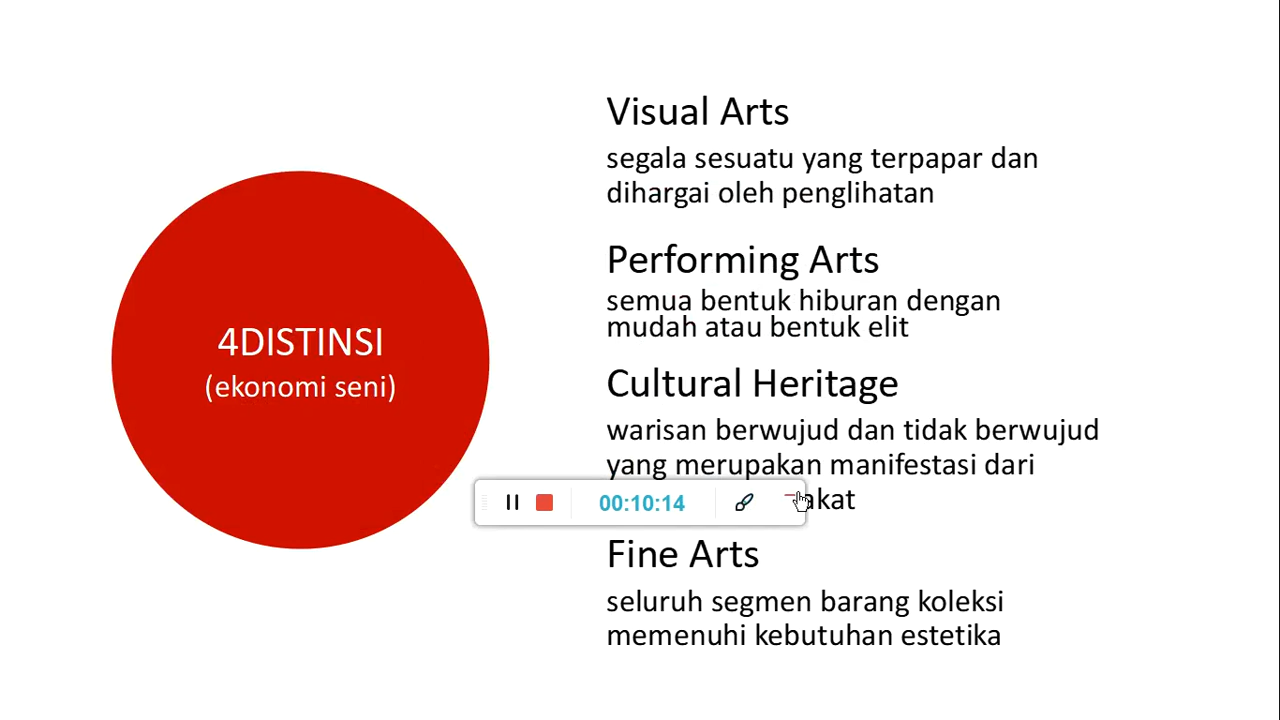 4DISTINSI
(ekonomi seni)
Visual Arts
segala sesuatu yang terpapar dan
dihargai oleh penglihatan
Performing Arts
semua bentuk hiburan dengan
mudah atau bentuk elit
Cultural Heritage
warisan berwujud dan tidak berwujud
yang merupakan manifestasi dari
00:10:14
Fine Arts
seluruh segmen barang koleksi
memenuhi kebutuhan estetika